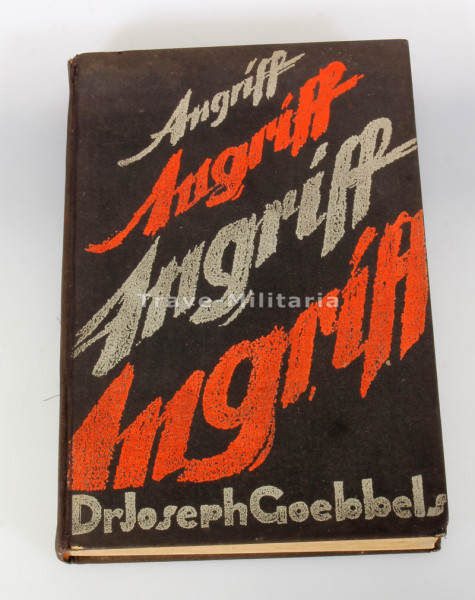 Angriff
Angriff
Angriff
Trave-Militaria
Angriff
Dr Joseph Goebbels